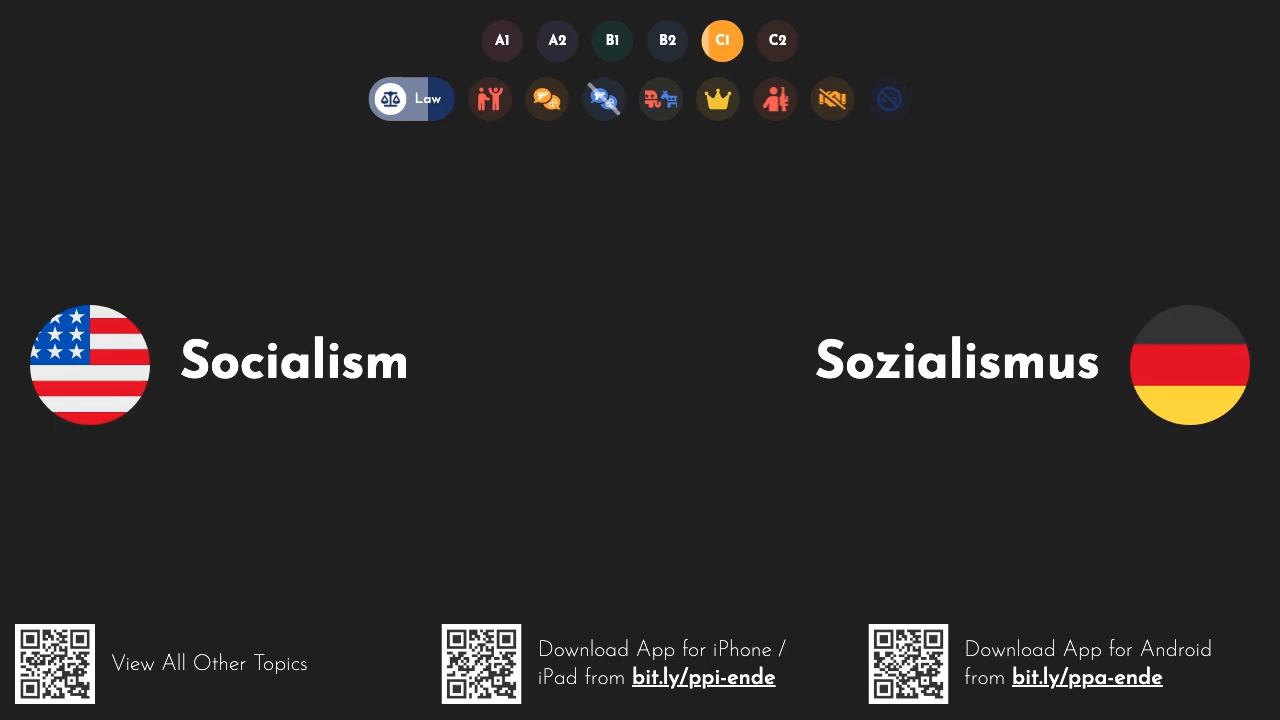 A1 A2 B1 B2 C1 C2
Law
Socialism
Sozialismus
View All Other Topics
Download App for iPhone /
iPad from bit.ly/ppi-ende
Download App for Android
from bit.ly/ppa-ende